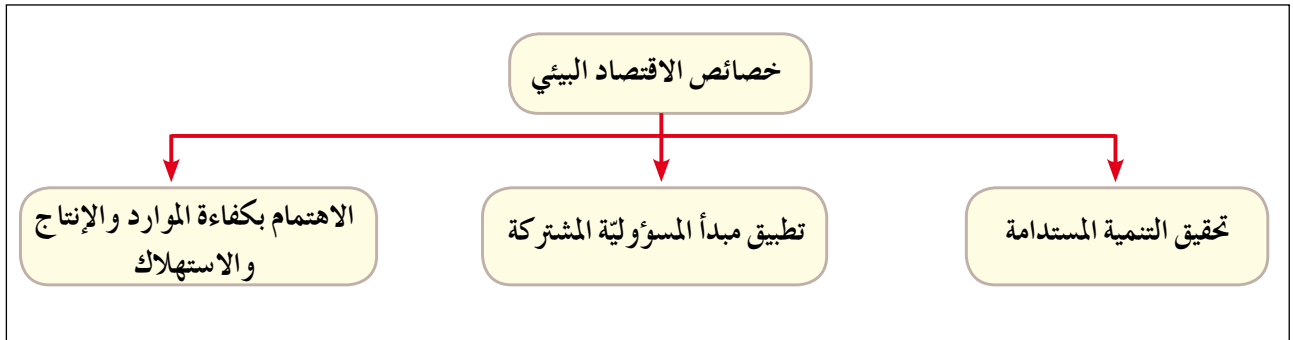 خصائص الاقتصاد البيئي
تحقيق التنمية المستدامة
تطبيق مبدأ المسؤوليّة المشتركة
الاهتمام بكفاءة الموارد والإنتاج
والاستهلاك